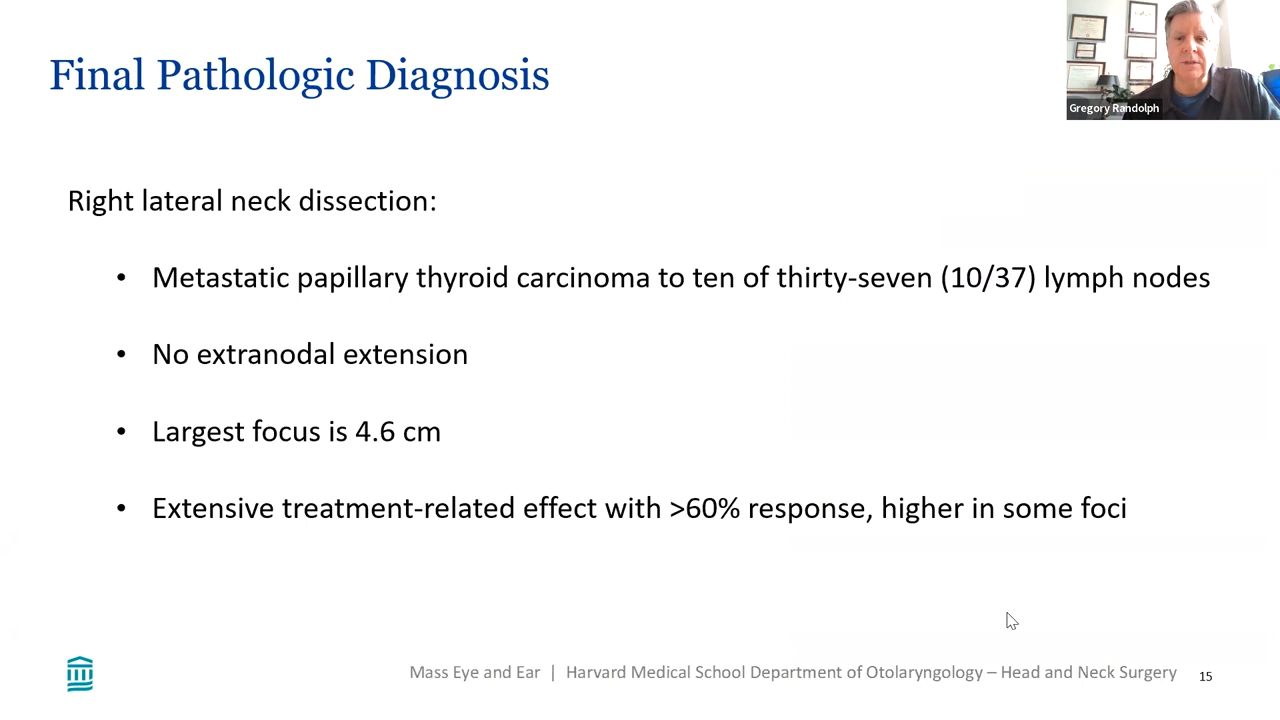 Final Pathologic Diagnosis
Gregory Randolph
Right lateral neck dissection:
• Metastatic papillary thyroid carcinoma to ten of thirty-seven (10/37) lymph nodes
• No extranodal extension
• Largest focus is 4.6 cm
• Extensive treatment-related effect with >60% response, higher in some foci
Mass Eye and Ear | Harvard Medical School Department of Otolaryngology – Head and Neck Surgery
15